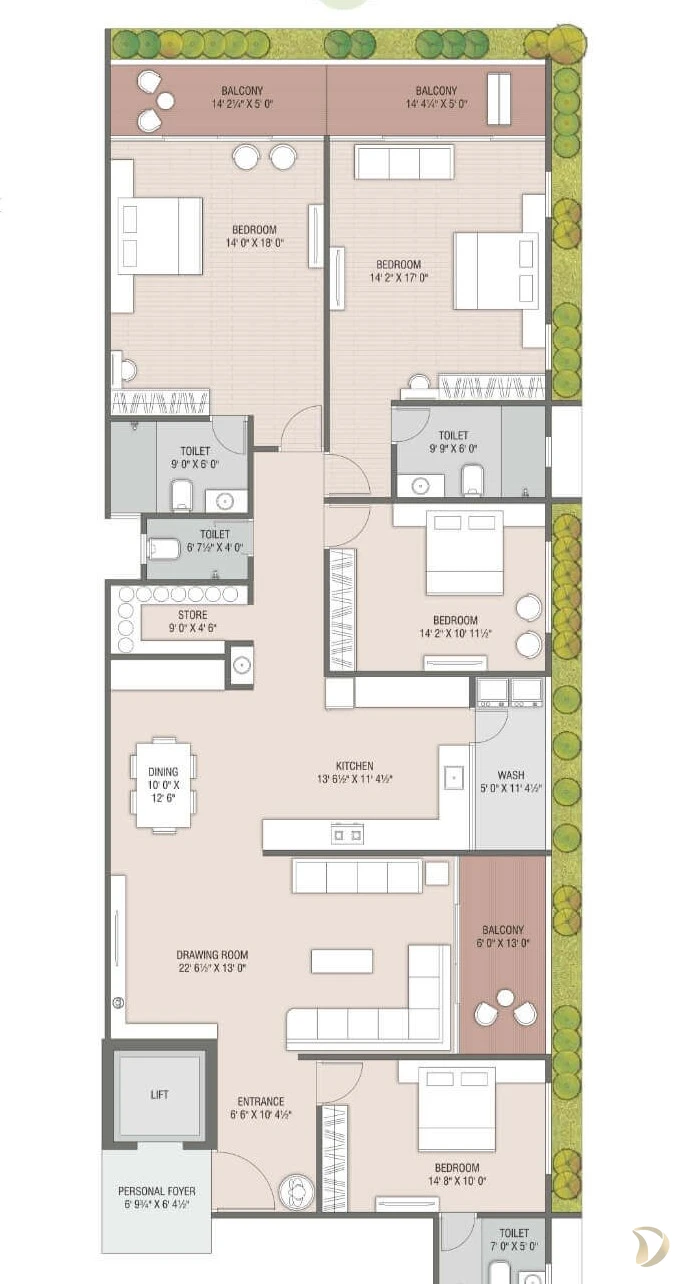 BALCONY
14' 2¼" X 5' 0"
BALCONY
14' 4¼" X 5' 0"
BEDROOM
14' 0" X 18' 0"
BEDROOM
14' 2" X 17' 0"
TOILET
9' 0" X 6' 0"
TOILET
9' 9" X 6' 0"
TOILET
6' 7½" X 4' 0"
STORE
9' 0" X 4' 6"
BEDROOM
14' 2" X 10' 11½"
DINING
10' 0" X
12' 6"
KITCHEN
13' 6½" X 11' 4½"
WASH
5' 0" X 11' 4½"
DRAWING ROOM
22' 6½" X 13' 0"
BALCONY
6' 0" X 13' 0"
LIFT
ENTRANCE
6' 6" X 10' 4½"
PERSONAL FOYER
6' 9¾" X 6' 4½"
BEDROOM
14' 8" X 10' 0"
TOILET
7' 0" X 5' 0"